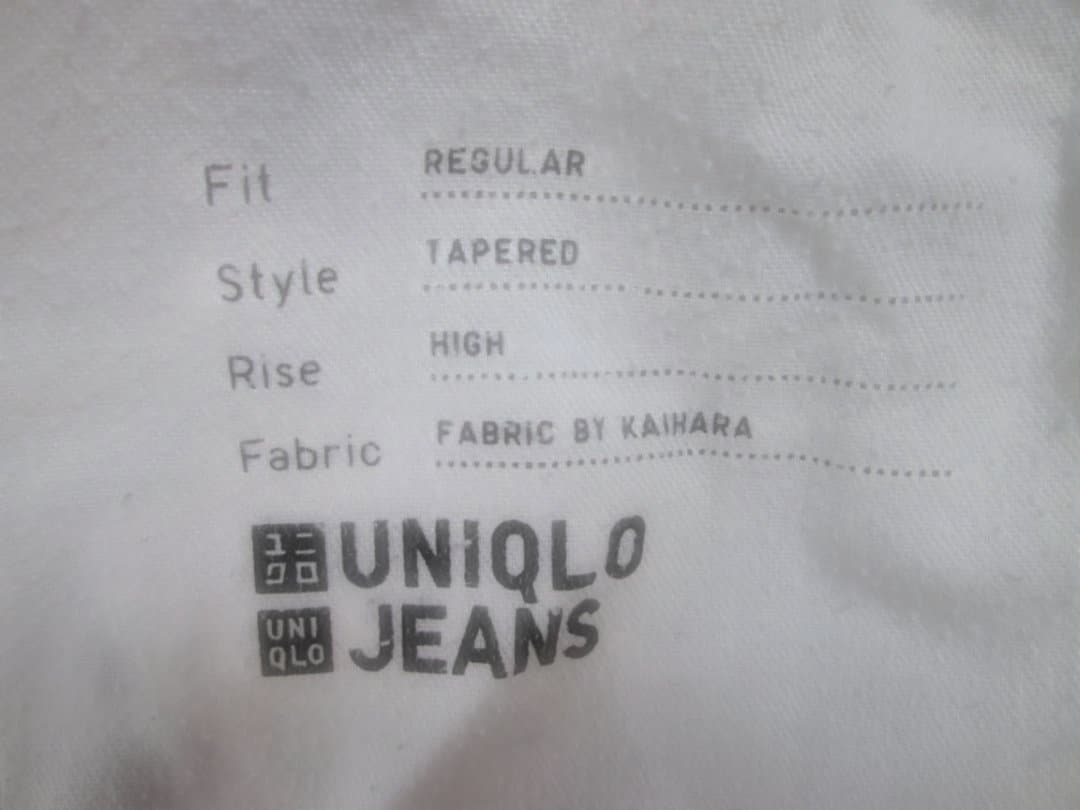 Fit REGULAR
Style TAPERED
Rise HIGH
Fabric FABRIC BY KAIHARA
ユニ
クロ
UNIQLO
UNI
QLO
JEANS